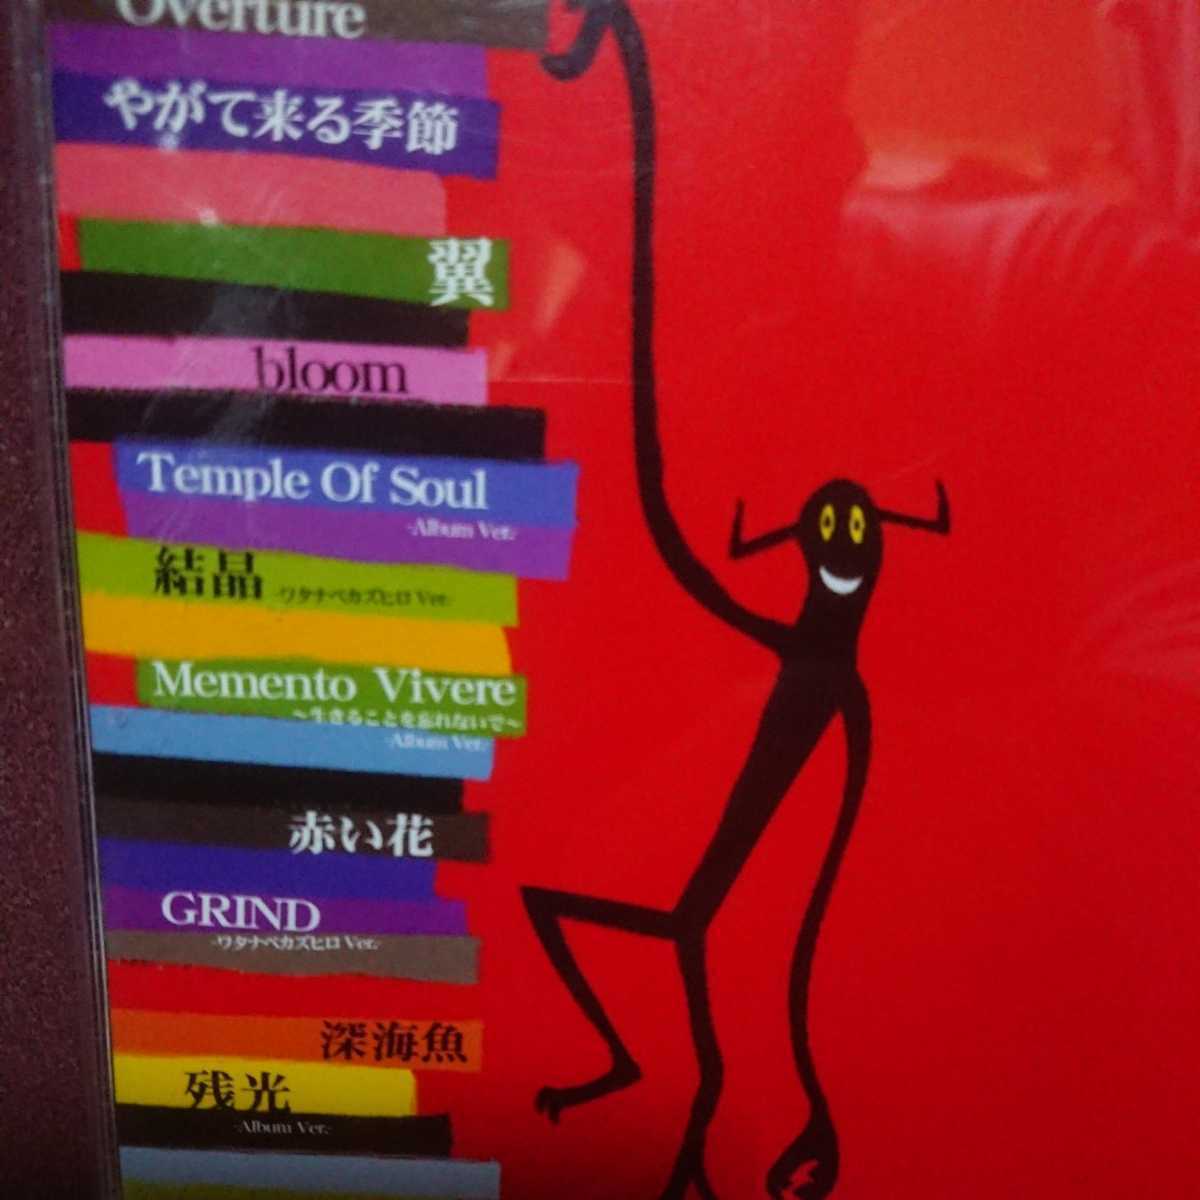 Overture
やがて来る季節
翼
bloom
Temple Of Soul
-Album Ver.-
結晶 -ワタナベカズヒロ Ver.-
Memento Vivere
～生きることを忘れないで～
-Album Ver.-
赤い花
GRIND
-ワタナベカズヒロ Ver.-
深海魚
残光
-Album Ver.-